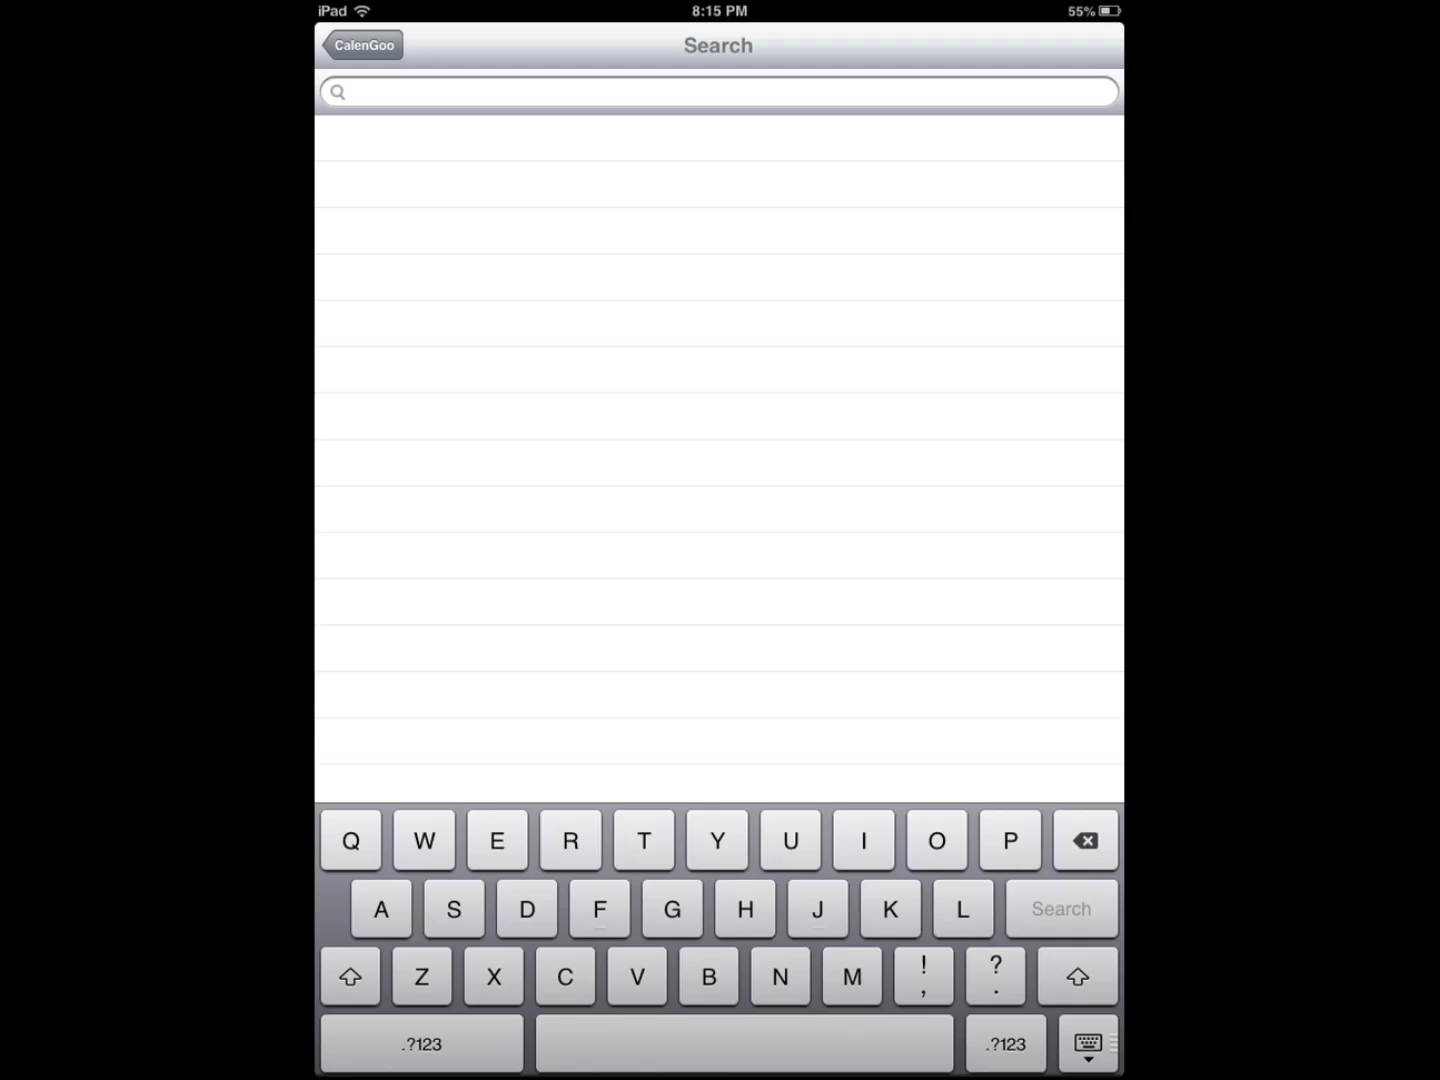 iPad 8:15 PM 55%
CalenGoo Search
Q W E R T Y U I O P
A S D F G H J K L Search
Z X C V B N M ! , ? .
.?123 .?123